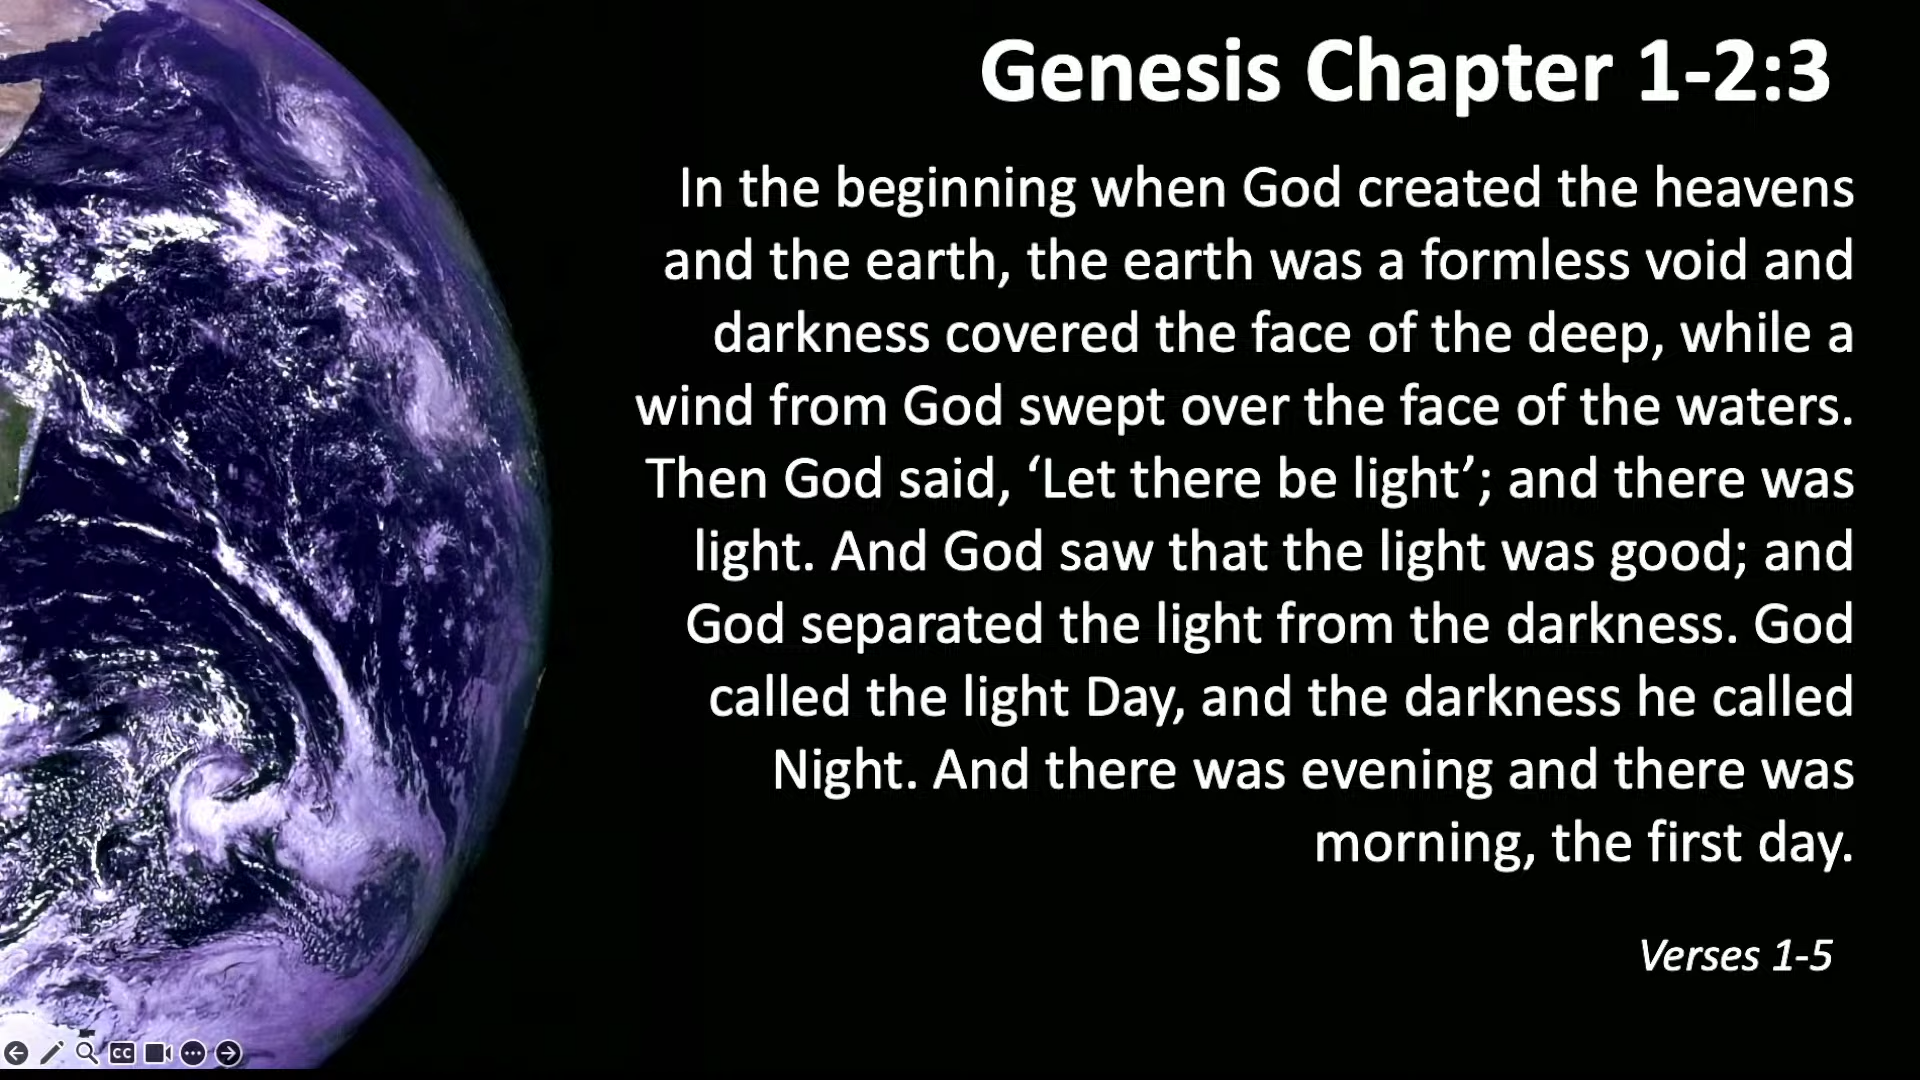 Genesis Chapter 1-2:3
In the beginning when God created the heavens
and the earth, the earth was a formless void and
darkness covered the face of the deep, while a
wind from God swept over the face of the waters.
Then God said, ‘Let there be light’; and there was
light. And God saw that the light was good; and
God separated the light from the darkness. God
called the light Day, and the darkness he called
Night. And there was evening and there was
morning, the first day.
Verses 1-5
CC